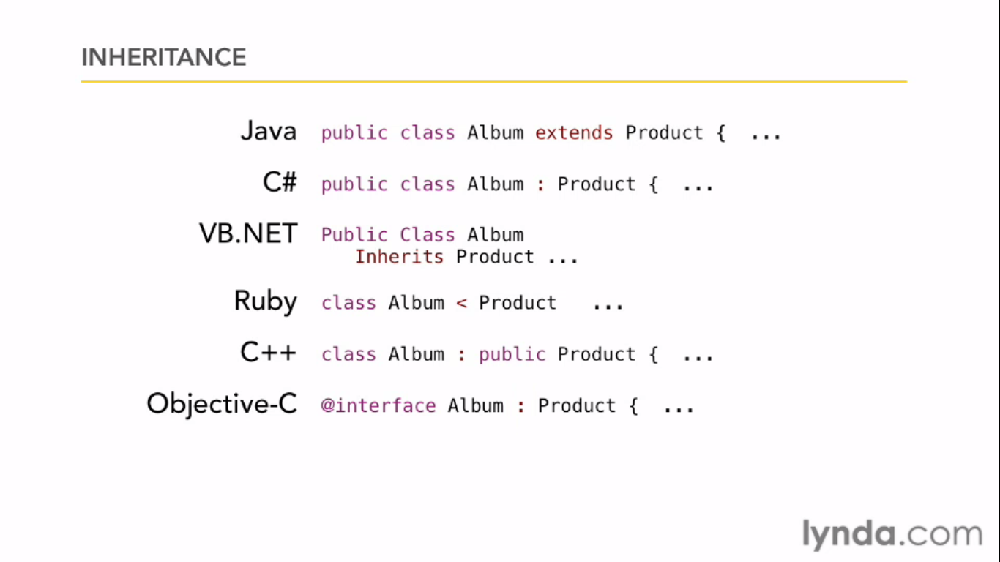 INHERITANCE
Java public class Album extends Product { ...
C# public class Album : Product { ...
VB.NET Public Class Album
Inherits Product ...
Ruby class Album < Product ...
C++ class Album : public Product { ...
Objective-C @interface Album : Product { ...
lynda.com